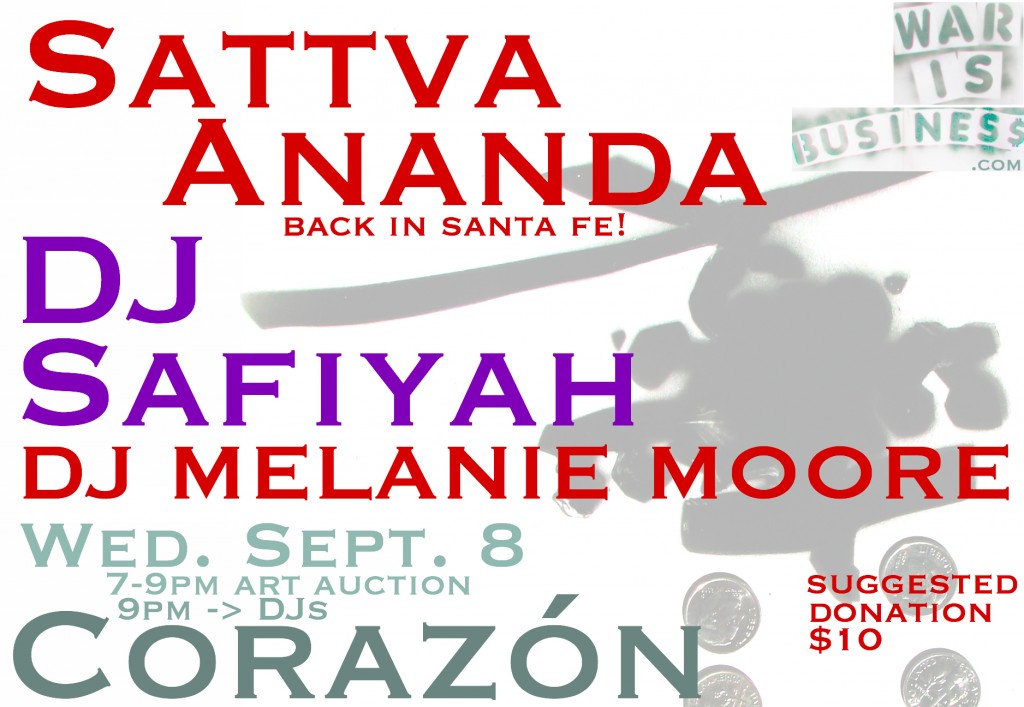 SATTVA
ANANDA
BACK IN SANTA FE!
WAR
IS
BUSINES$
.COM
DJ
SAFIYAH
DJ MELANIE MOORE
WED. SEPT. 8
7-9PM ART AUCTION
9PM -> DJS
CORAZÓN
SUGGESTED
DONATION
$10